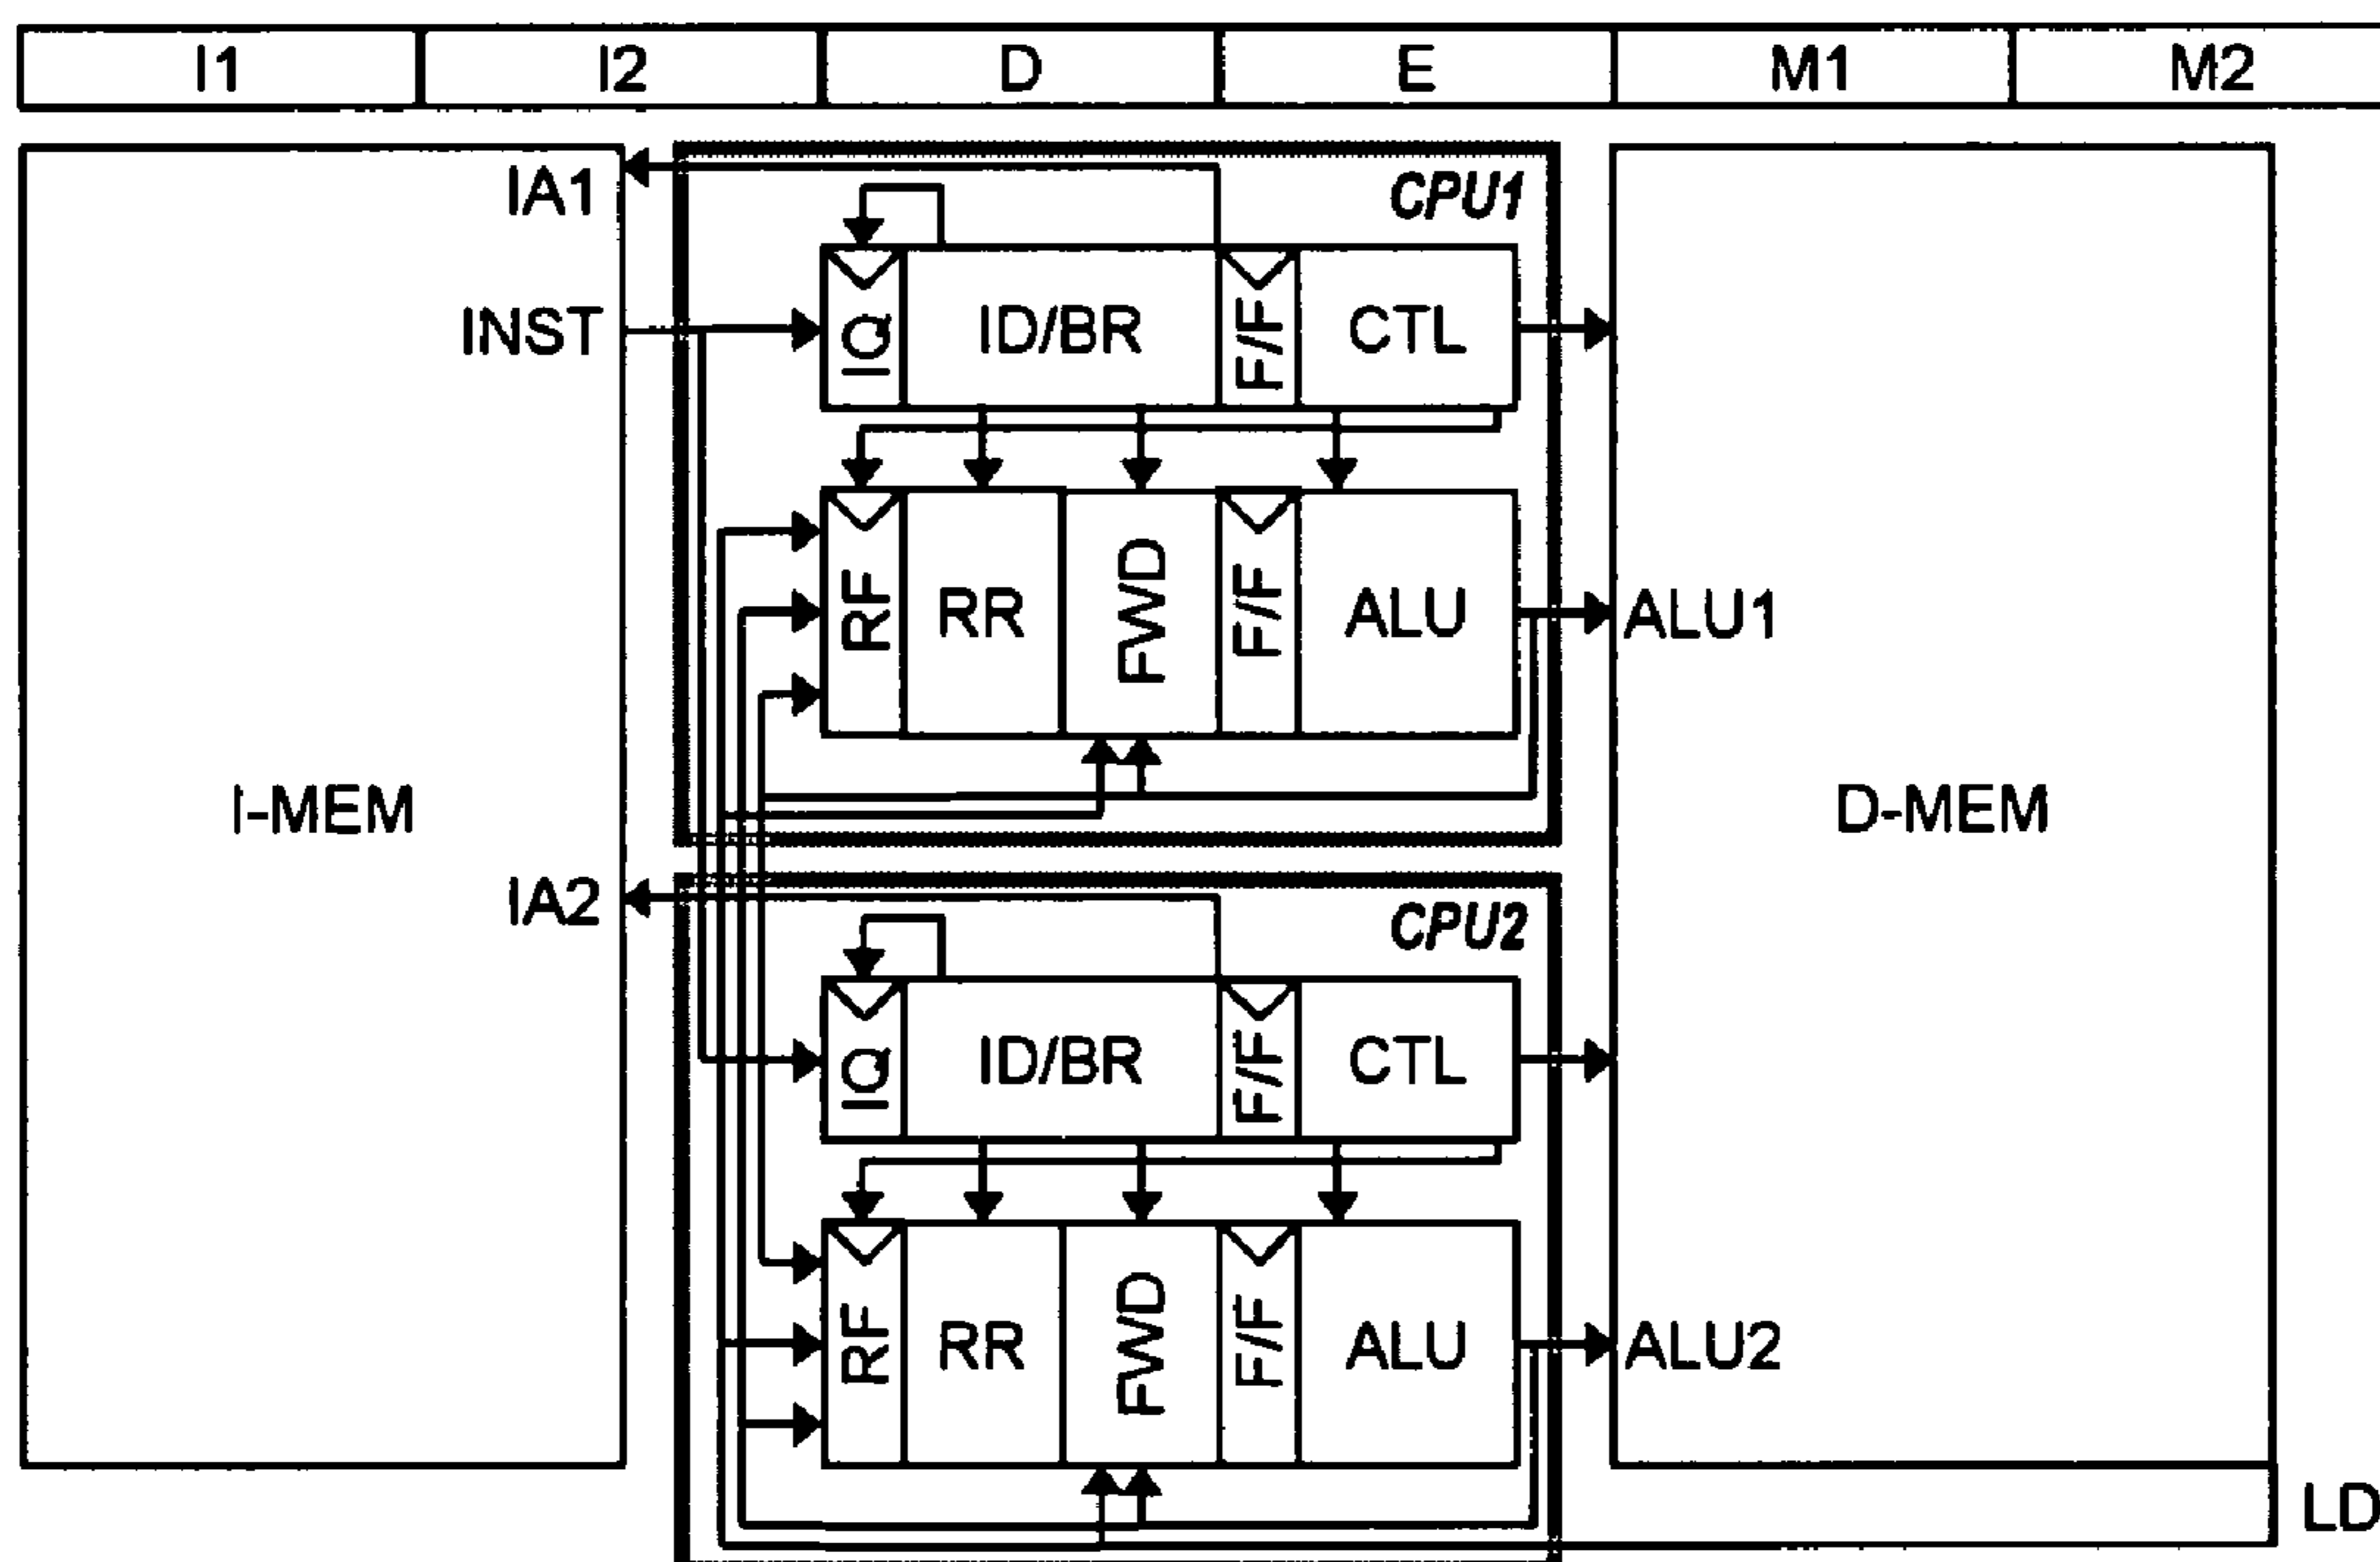 I1 I2 D E M1 M2
IA1 CPU1
INST IQ ID/BR F/F CTL
RF RR FWD F/F ALU ALU1
I-MEM D-MEM
IA2 CPU2
IQ ID/BR F/F CTL
RF RR FWD F/F ALU ALU2
LD